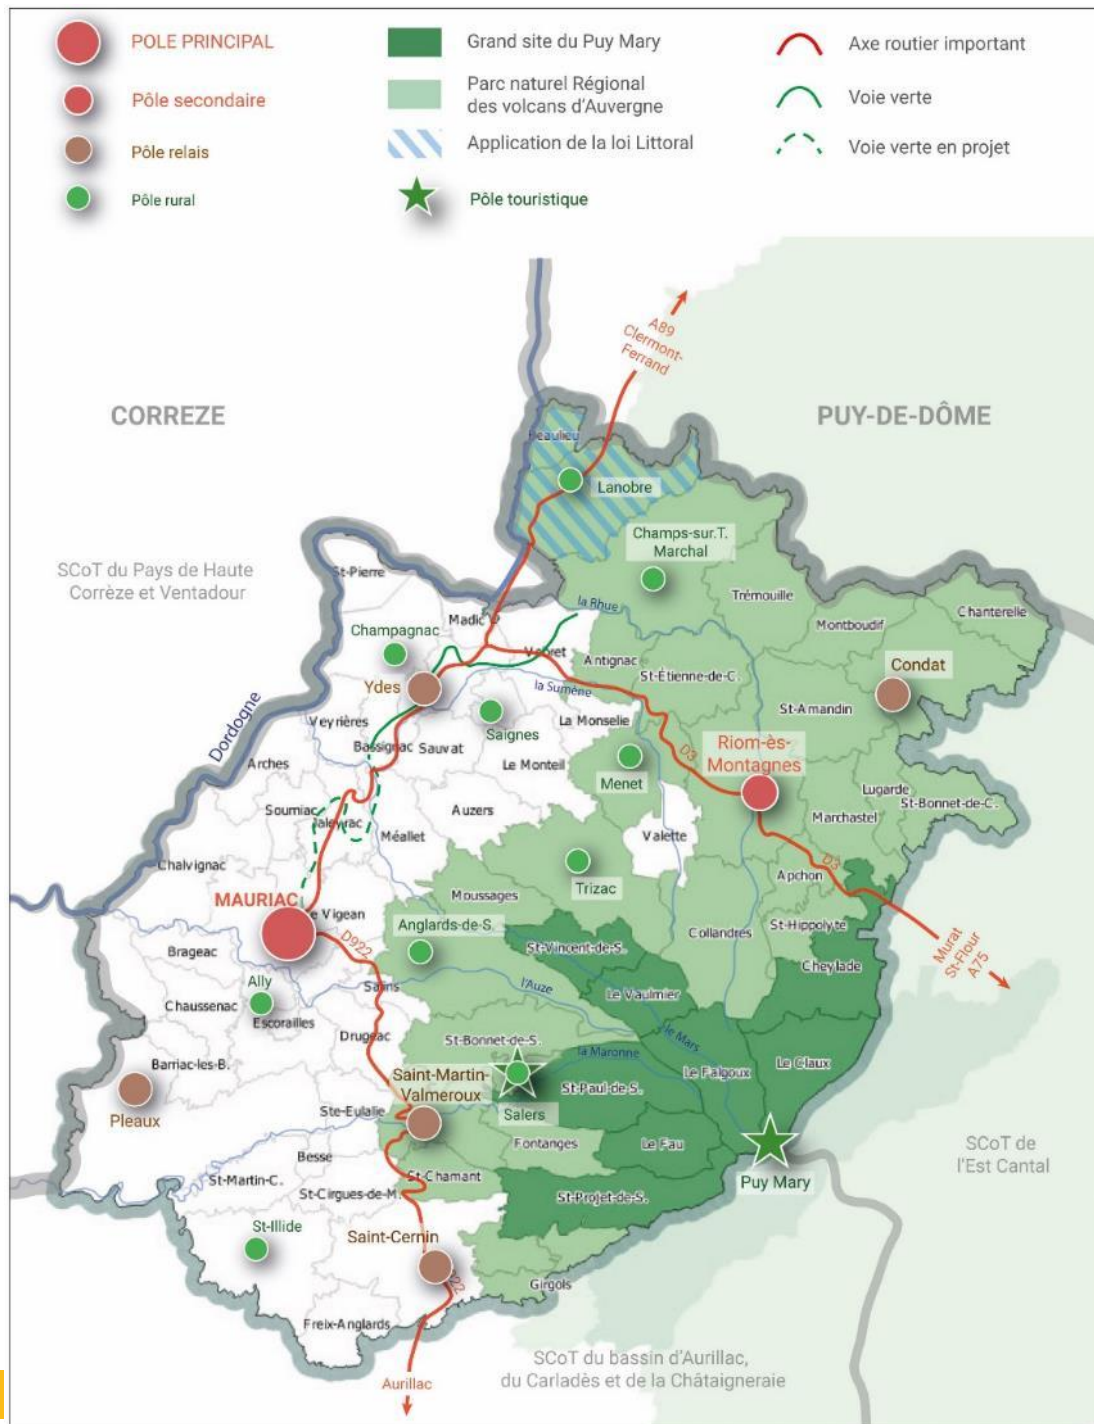 POLE PRINCIPAL
Pôle secondaire
Pôle relais
Pôle rural
Grand site du Puy Mary
Parc naturel Régional
des volcans d'Auvergne
Application de la loi Littoral
Pôle touristique
Axe routier important
Voie verte
Voie verte en projet
A89
Clermont-
Ferrand
CORREZE
PUY-DE-DÔME
Beaulieu
Lanobre
Champs-sur.T.
Marchal
SCoT du Pays de Haute
Corrèze et Ventadour
St-Pierre
Trémouille
la Rhue
Chanterelle
Madic
Montboudif
Champagnac
Vebret
Antignac
St-Étienne-de-C.
Condat
Ydes
la Sumène
St-Amandin
Dordogne
Veyrières
Saignes
La Monselie
Bassignac
Sauvat
D3
Riom-ès-
Montagnes
Arches
Le Monteil
Menet
Lugarde
St-Bonnet-de-C.
Sourniac
Jaleyrac
Auzers
Marchastel
Méallet
Valette
Chalvignac
D3
Apchon
Trizac
MAURIAC
Moussages
Le Vigean
Anglards-de-S.
St-Hippolyte
Collandres
D922
Brageac
St-Vincent-de-S.
Murat
St-Flour
A75
Cheylade
Ally
Salins
l'Auze
Le Vaulmier
Chaussenac
Escorailles
Drugeac
St-Bonnet-de-S.
le Mars
la Maronne
Barriac-les-B.
Le Claux
Saint-Martin-
Valmeroux
Le Falgoux
St-Paul-de-S.
Pleaux
Ste-Eulalie
Salers
Fontanges
Le Fau
SCoT de
l'Est Cantal
Besse
St-Martin-C.
St-Chamant
Puy Mary
St-Cirgues-de-M.
St-Projet-de-S.
St-Illide
Saint-Cernin
Girgols
Freix-Anglards
SCoT du bassin d'Aurillac,
du Carladès et de la Châtaigneraie
Aurillac